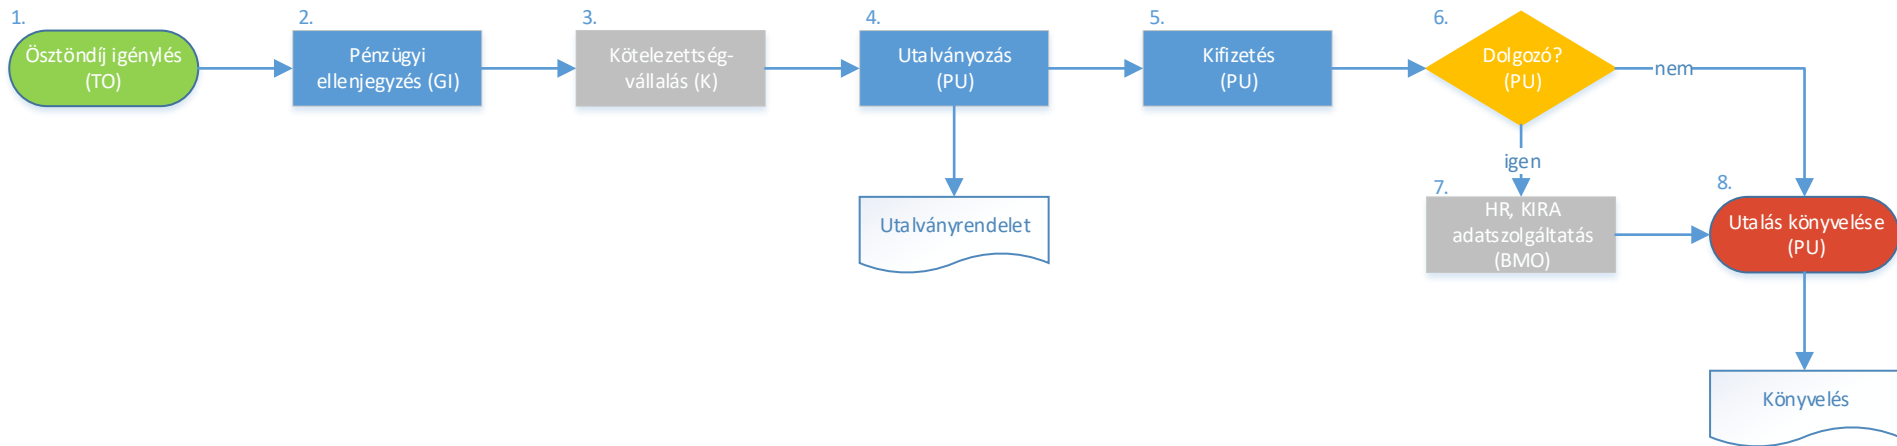 1.
Ösztöndíj igénylés
(TO)
2.
Pénzügyi
ellenjegyzés (GI)
3.
Kötelezettség-
vállalás (K)
4.
Utalványozás
(PU)
5.
Kifizetés
(PU)
6.
Dolgozó?
(PU)
nem
igen
Utalványrendelet
7.
HR, KIRA
adatszolgáltatás
(BMO)
8.
Utalás könyvelése
(PU)
Könyvelés